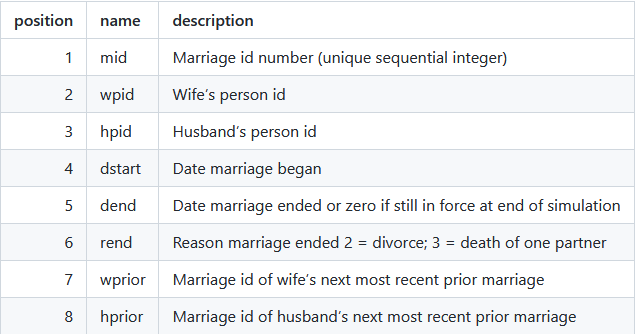 position name description
1 mid Marriage id number (unique sequential integer)
2 wpid Wife’s person id
3 hpid Husband’s person id
4 dstart Date marriage began
5 dend Date marriage ended or zero if still in force at end of simulation
6 rend Reason marriage ended 2 = divorce; 3 = death of one partner
7 wprior Marriage id of wife’s next most recent prior marriage
8 hprior Marriage id of husband’s next most recent prior marriage